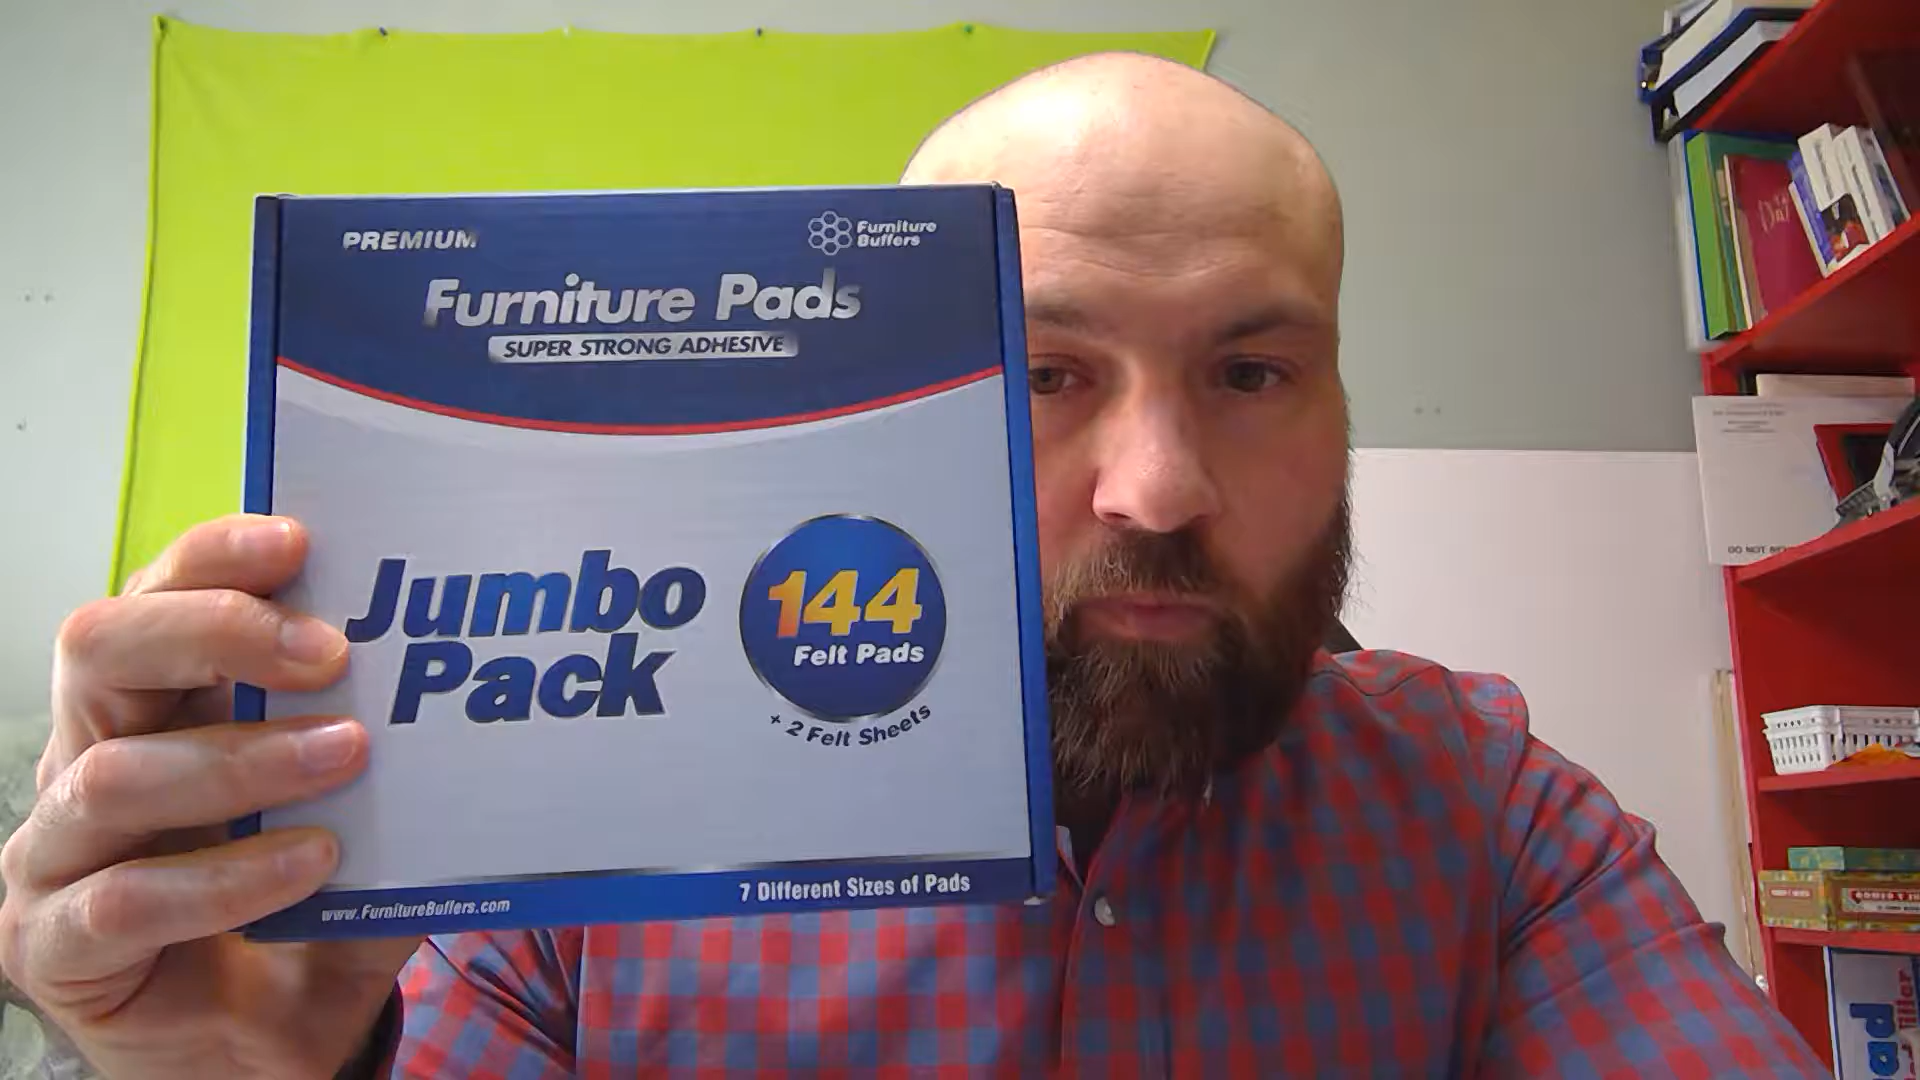 PREMIUM
Furniture
Buffers
Furniture Pads
SUPER STRONG ADHESIVE
Jumbo
Pack
144
Felt Pads
+ 2 Felt Sheets
www.FurnitureBuffers.com
7 Different Sizes of Pads
DO NOT